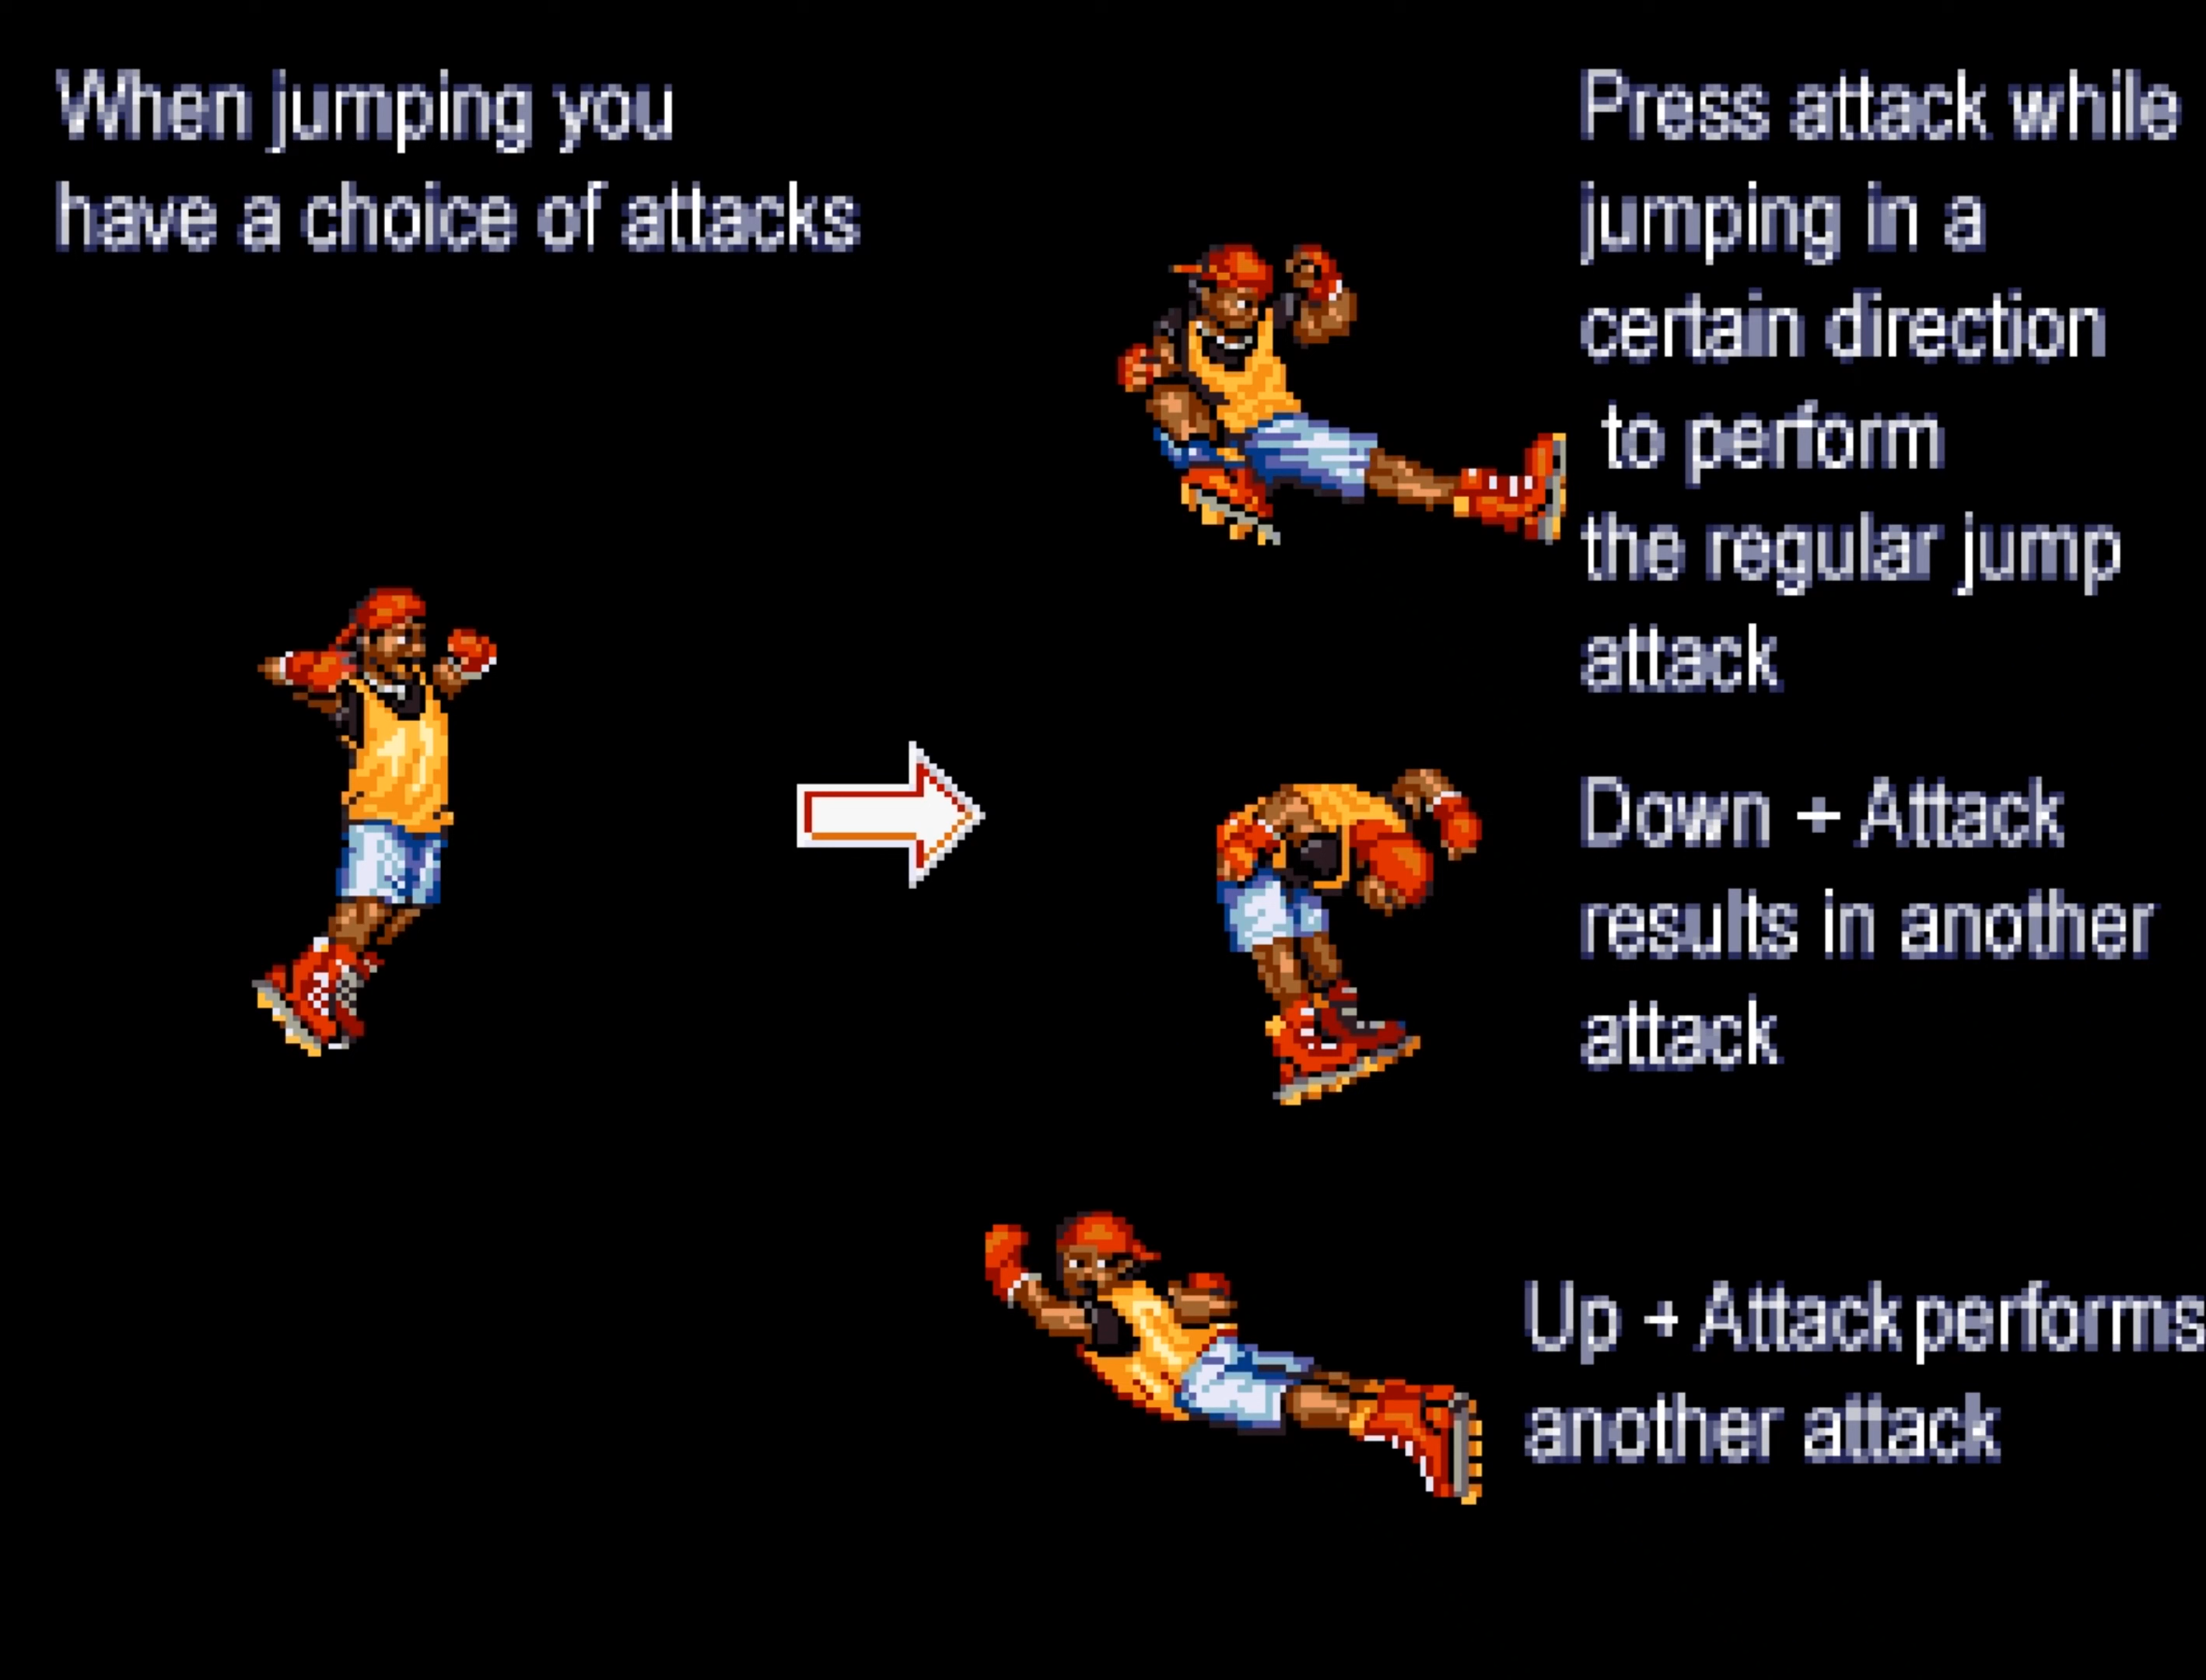 When jumping you
have a choice of attacks
Press attack while
jumping in a
certain direction
to perform
the regular jump
attack
Down + Attack
results in another
attack
Up + Attack performs
another attack